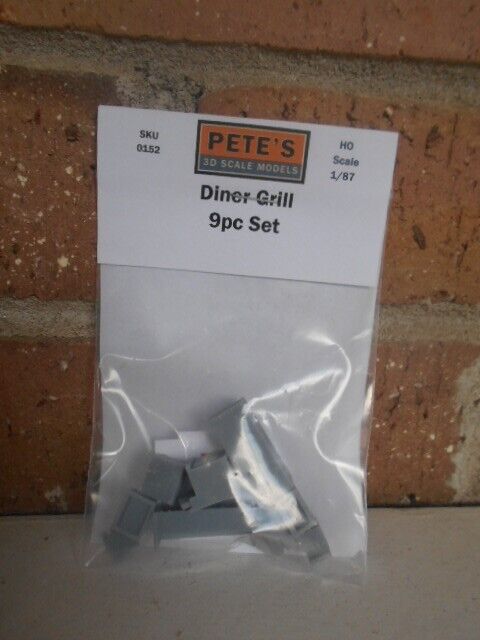 SKU
0152
PETE'S
3D SCALE MODELS
HO
Scale
1/87
Diner Grill
9pc Set